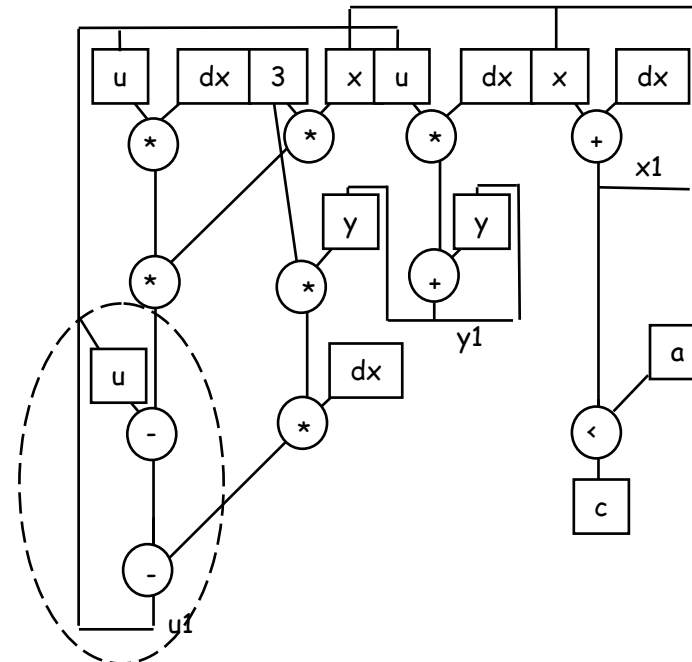 u dx 3 x u dx x dx
* * * +
x1
y y
* * +
y1
a
u dx
- * <
c
-
u1